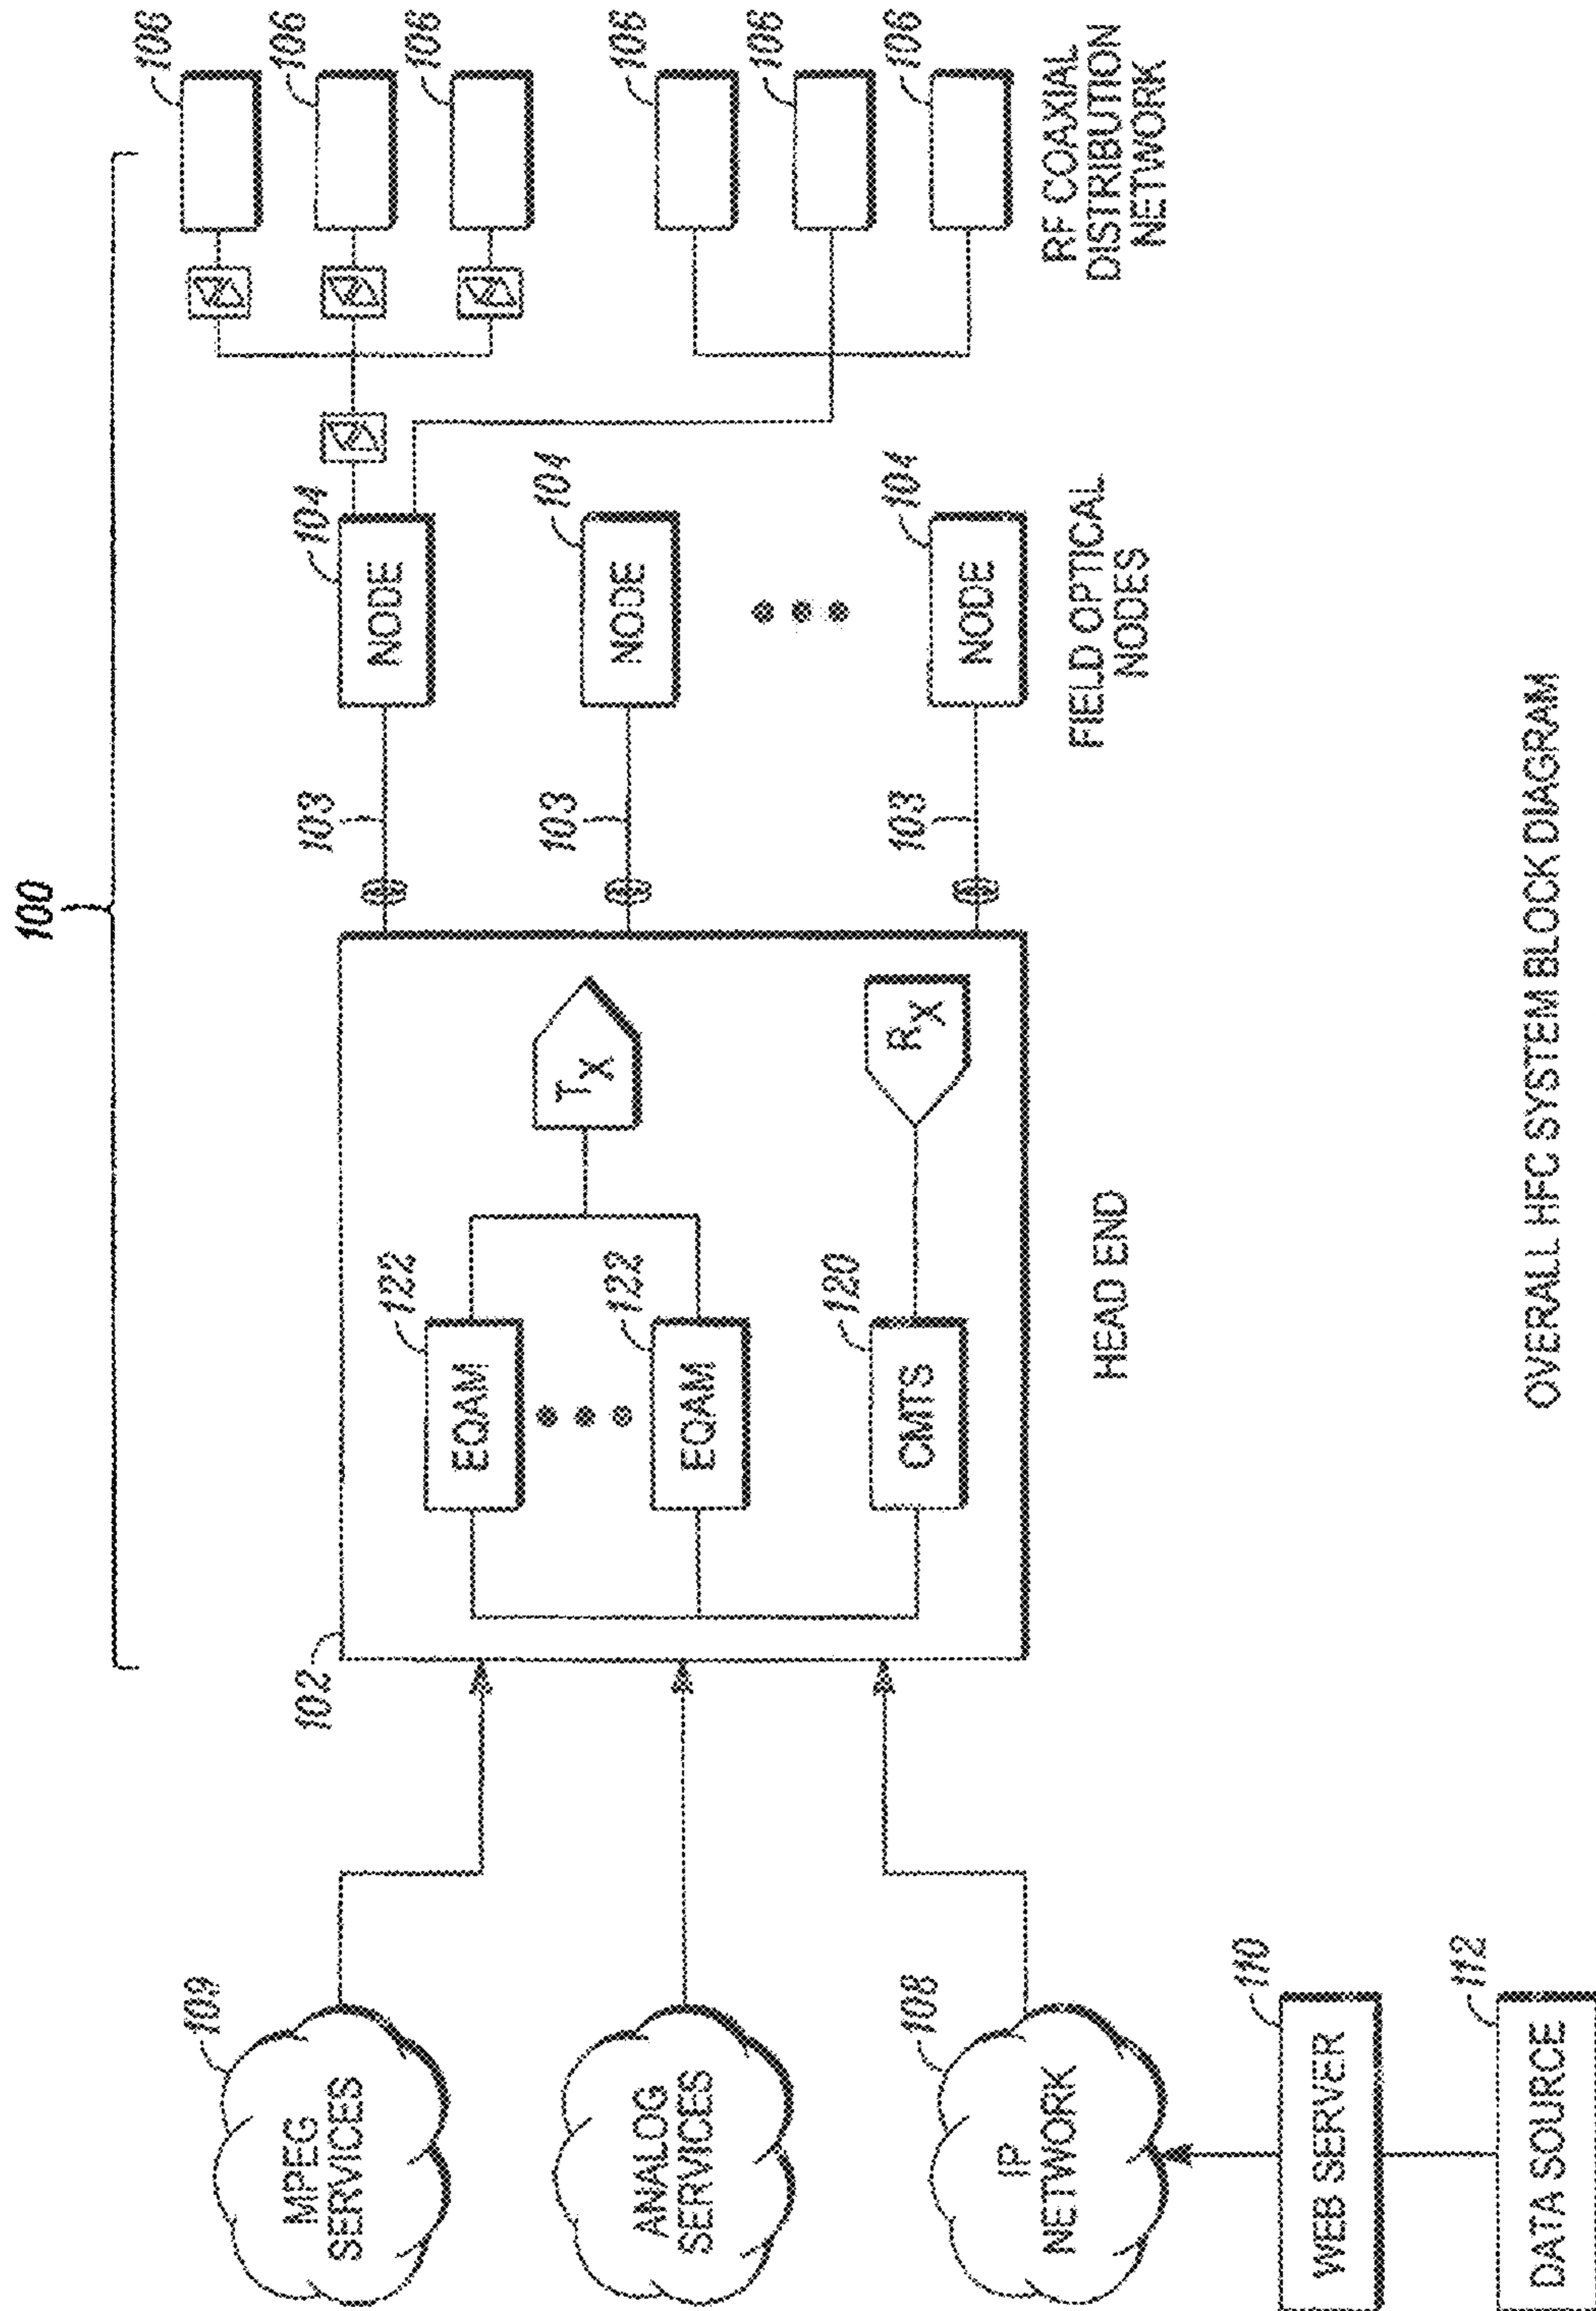 100
106
106
106
106
106
106
RF COAXIAL
DISTRIBUTION
NETWORK
104
NODE
104
NODE
104
NODE
FIELD OPTICAL
NODES
103
103
103
102
122
EQAM
122
EQAM
120
CMTS
TX
RX
HEAD END
109
MPEG
SERVICES
ANALOG
SERVICES
108
IP
NETWORK
110
WEB SERVER
112
DATA SOURCE
OVERALL HFC SYSTEM BLOCK DIAGRAM